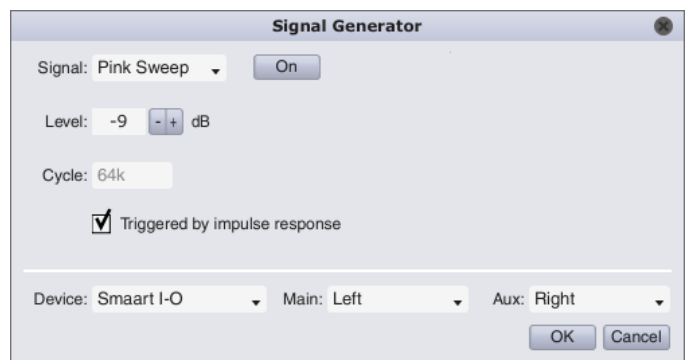 Signal Generator
Signal: Pink Sweep On
Level: -9 - + dB
Cycle: 64k
Triggered by impulse response
Device: Smaart I-O Main: Left Aux: Right
OK Cancel